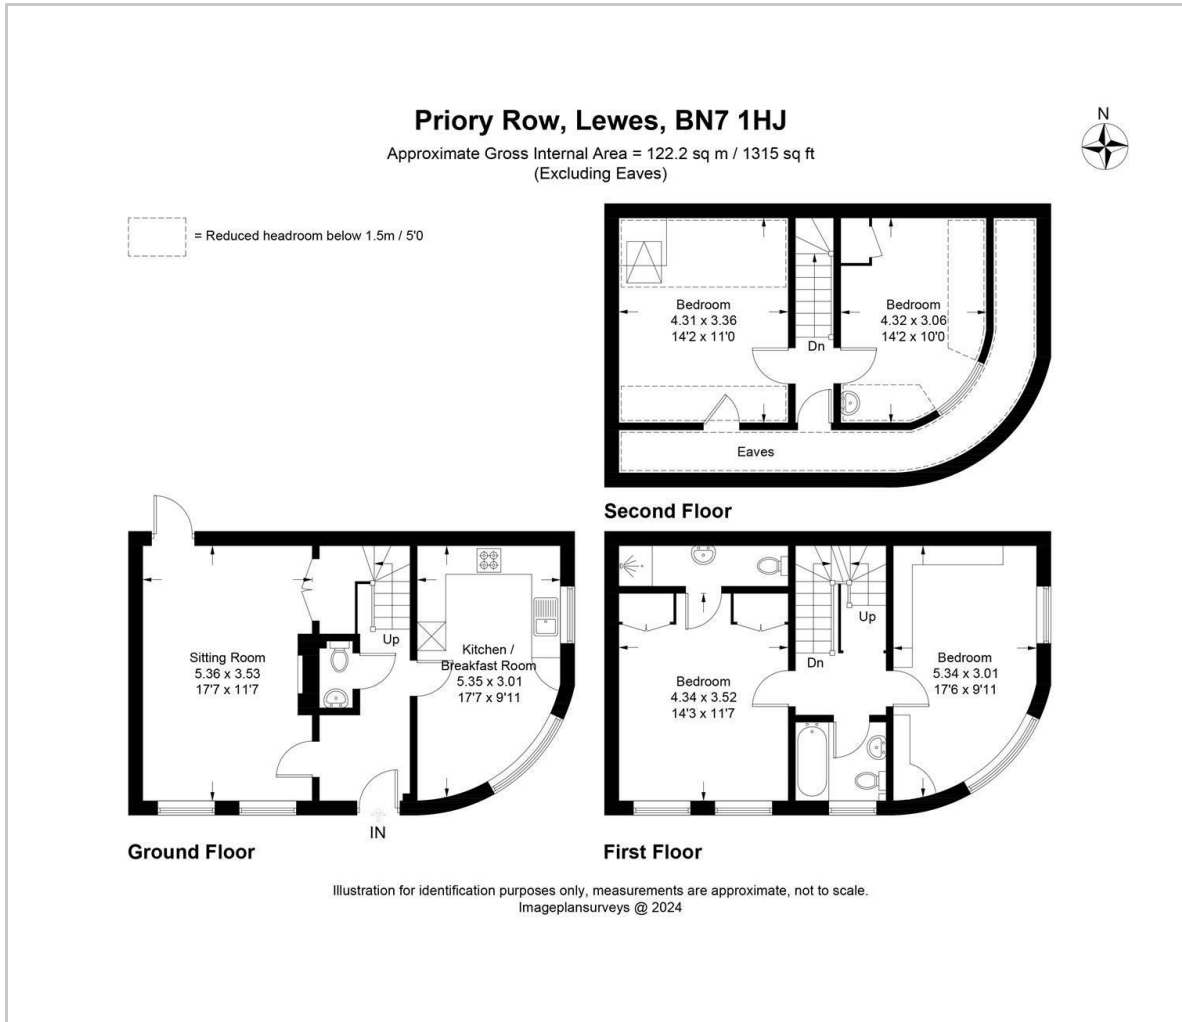 Priory Row, Lewes, BN7 1HJ
Approximate Gross Internal Area = 122.2 sq m / 1315 sq ft
(Excluding Eaves)
N
= Reduced headroom below 1.5m / 5'0
Bedroom
4.31 x 3.36
14'2 x 11'0
Dn
Bedroom
4.32 x 3.06
14'2 x 10'0
Eaves
Second Floor
Sitting Room
5.36 x 3.53
17'7 x 11'7
Up
Kitchen /
Breakfast Room
5.35 x 3.01
17'7 x 9'11
IN
Ground Floor
Bedroom
4.34 x 3.52
14'3 x 11'7
Dn
Up
Bedroom
5.34 x 3.01
17'6 x 9'11
First Floor
Illustration for identification purposes only, measurements are approximate, not to scale.
Imageplansurveys @ 2024